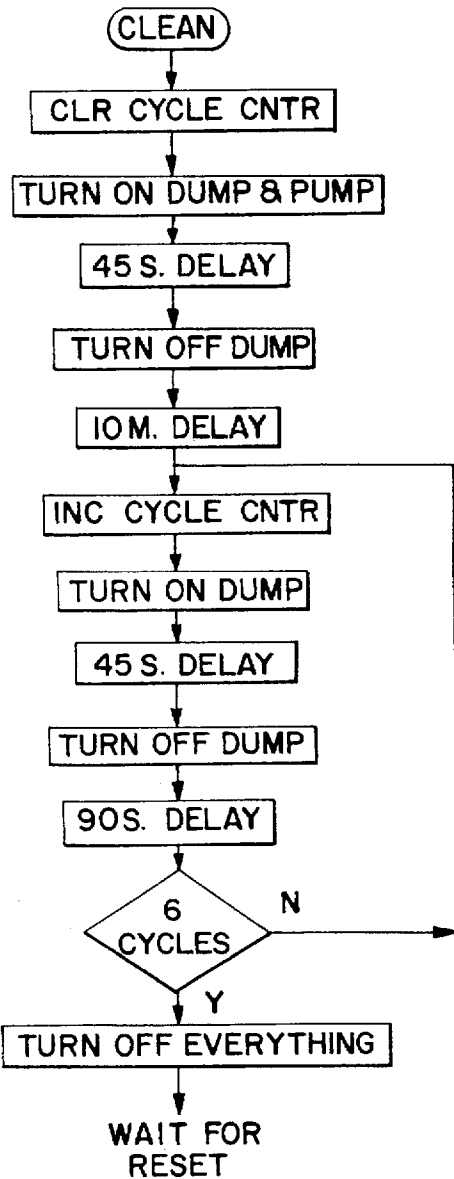 CLEAN
CLR CYCLE CNTR
TURN ON DUMP & PUMP
45 S. DELAY
TURN OFF DUMP
10 M. DELAY
INC CYCLE CNTR
TURN ON DUMP
45 S. DELAY
TURN OFF DUMP
90 S. DELAY
6
CYCLES
N
Y
TURN OFF EVERYTHING
WAIT FOR
RESET